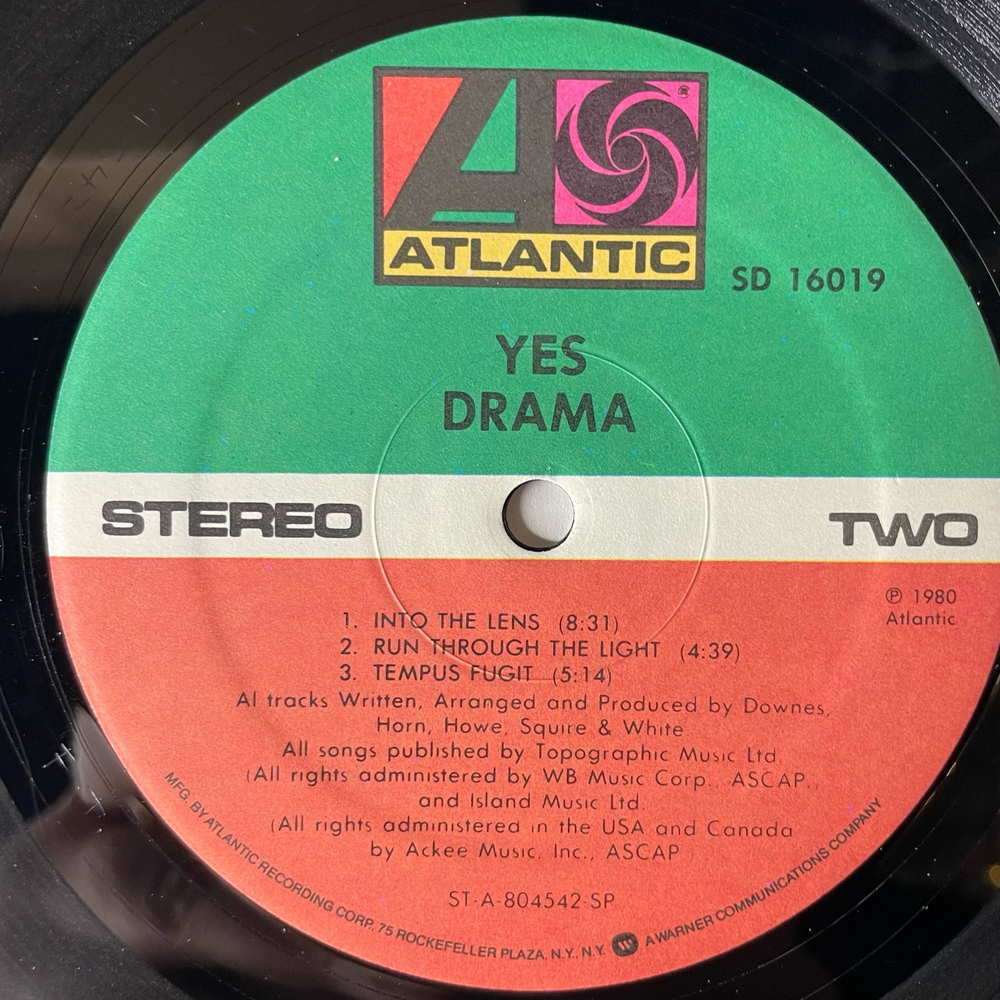 ATLANTIC
SD 16019
YES
DRAMA
STEREO
TWO
℗ 1980
Atlantic
1. INTO THE LENS (8:31)
2. RUN THROUGH THE LIGHT (4:39)
3. TEMPUS FUGIT (5:14)
Al tracks Written, Arranged and Produced by Downes,
Horn, Howe, Squire & White
All songs published by Topographic Music Ltd.
(All rights administered by WB Music Corp., ASCAP,
and Island Music Ltd.
(All rights administered in the USA and Canada
by Ackee Music, Inc., ASCAP)
ST-A-804542-SP
MFG. BY ATLANTIC RECORDING CORP. 75 ROCKEFELLER PLAZA, N.Y., N.Y. A WARNER COMMUNICATIONS COMPANY